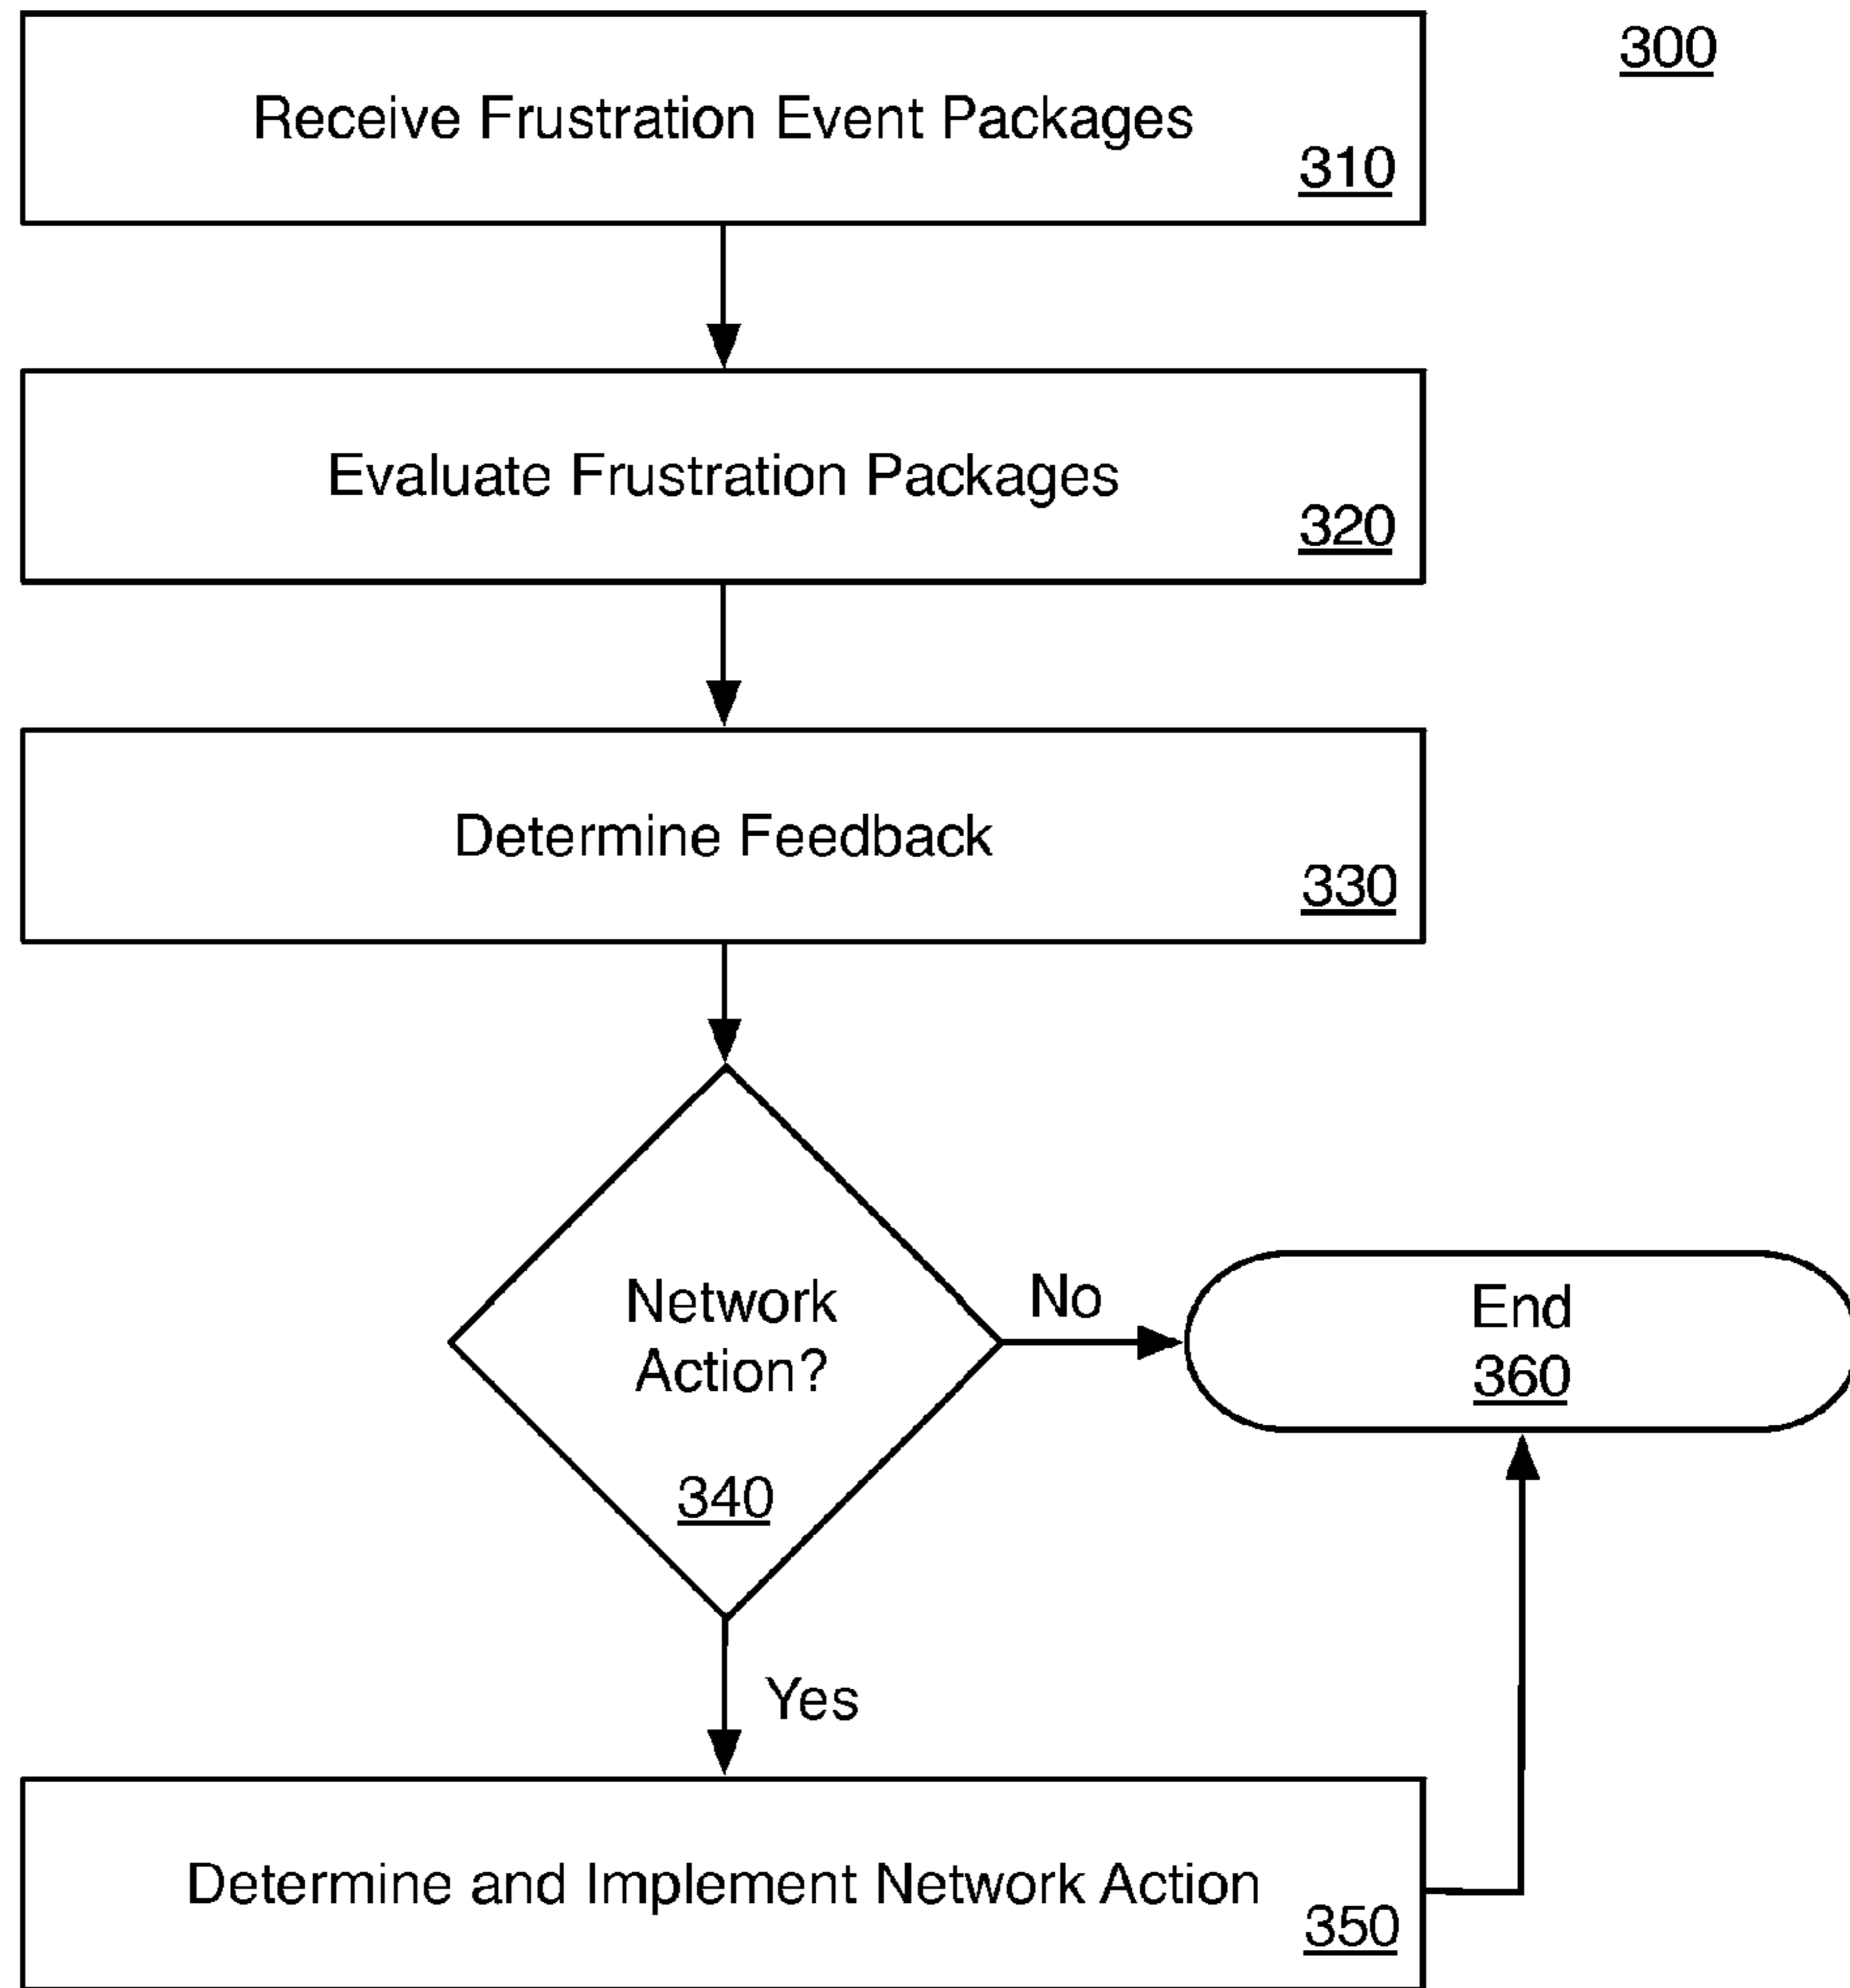 300
Receive Frustration Event Packages
310
Evaluate Frustration Packages
320
Determine Feedback
330
Network
Action?
340
No
End
360
Yes
Determine and Implement Network Action
350